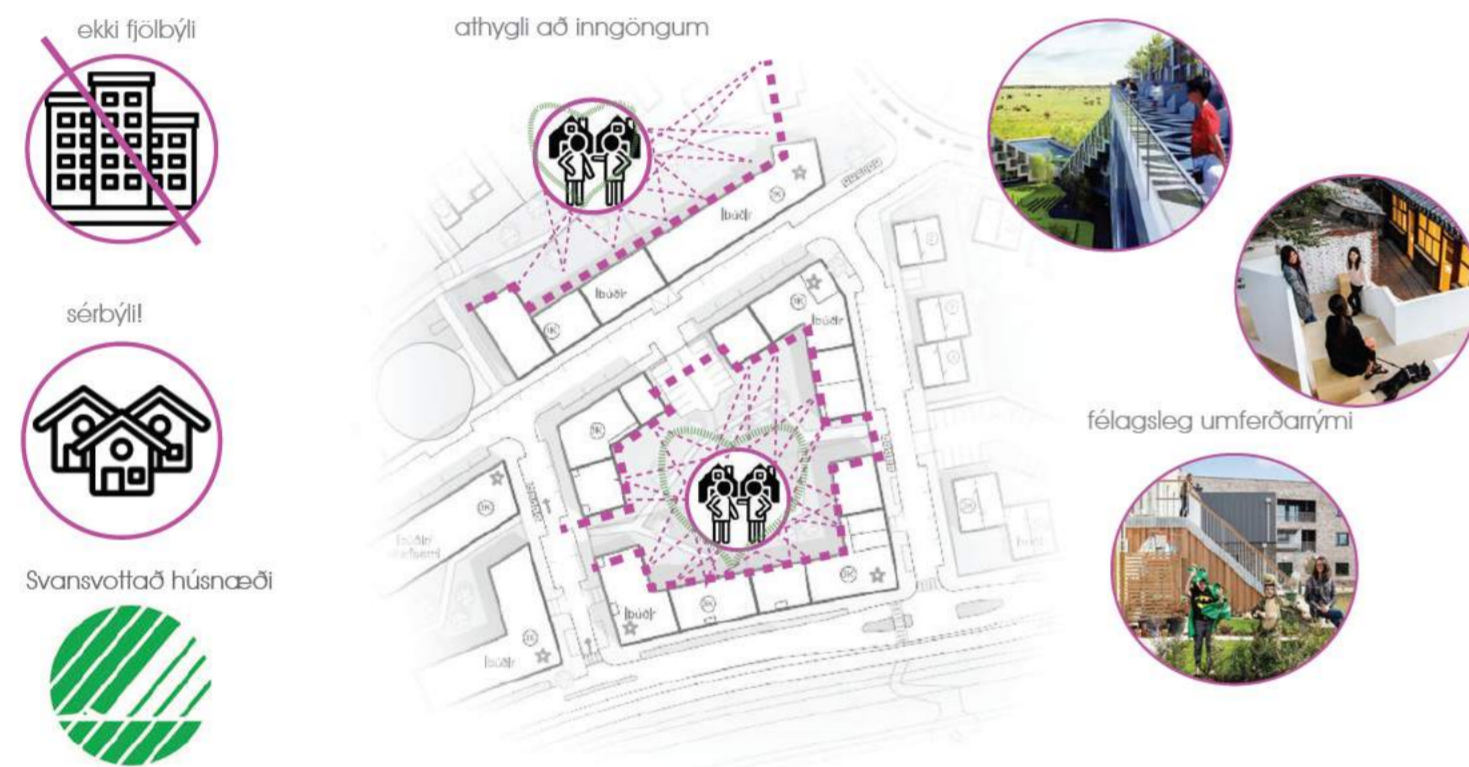 ekki fjölbýli
sérbýli!
Svansvottað húsnæði
athygli að inngöngum
Íbúðir
Íbúðir
Íbúðir
Íbúðir
Íbúðir
Íbúðir
félagsleg umferðarrými